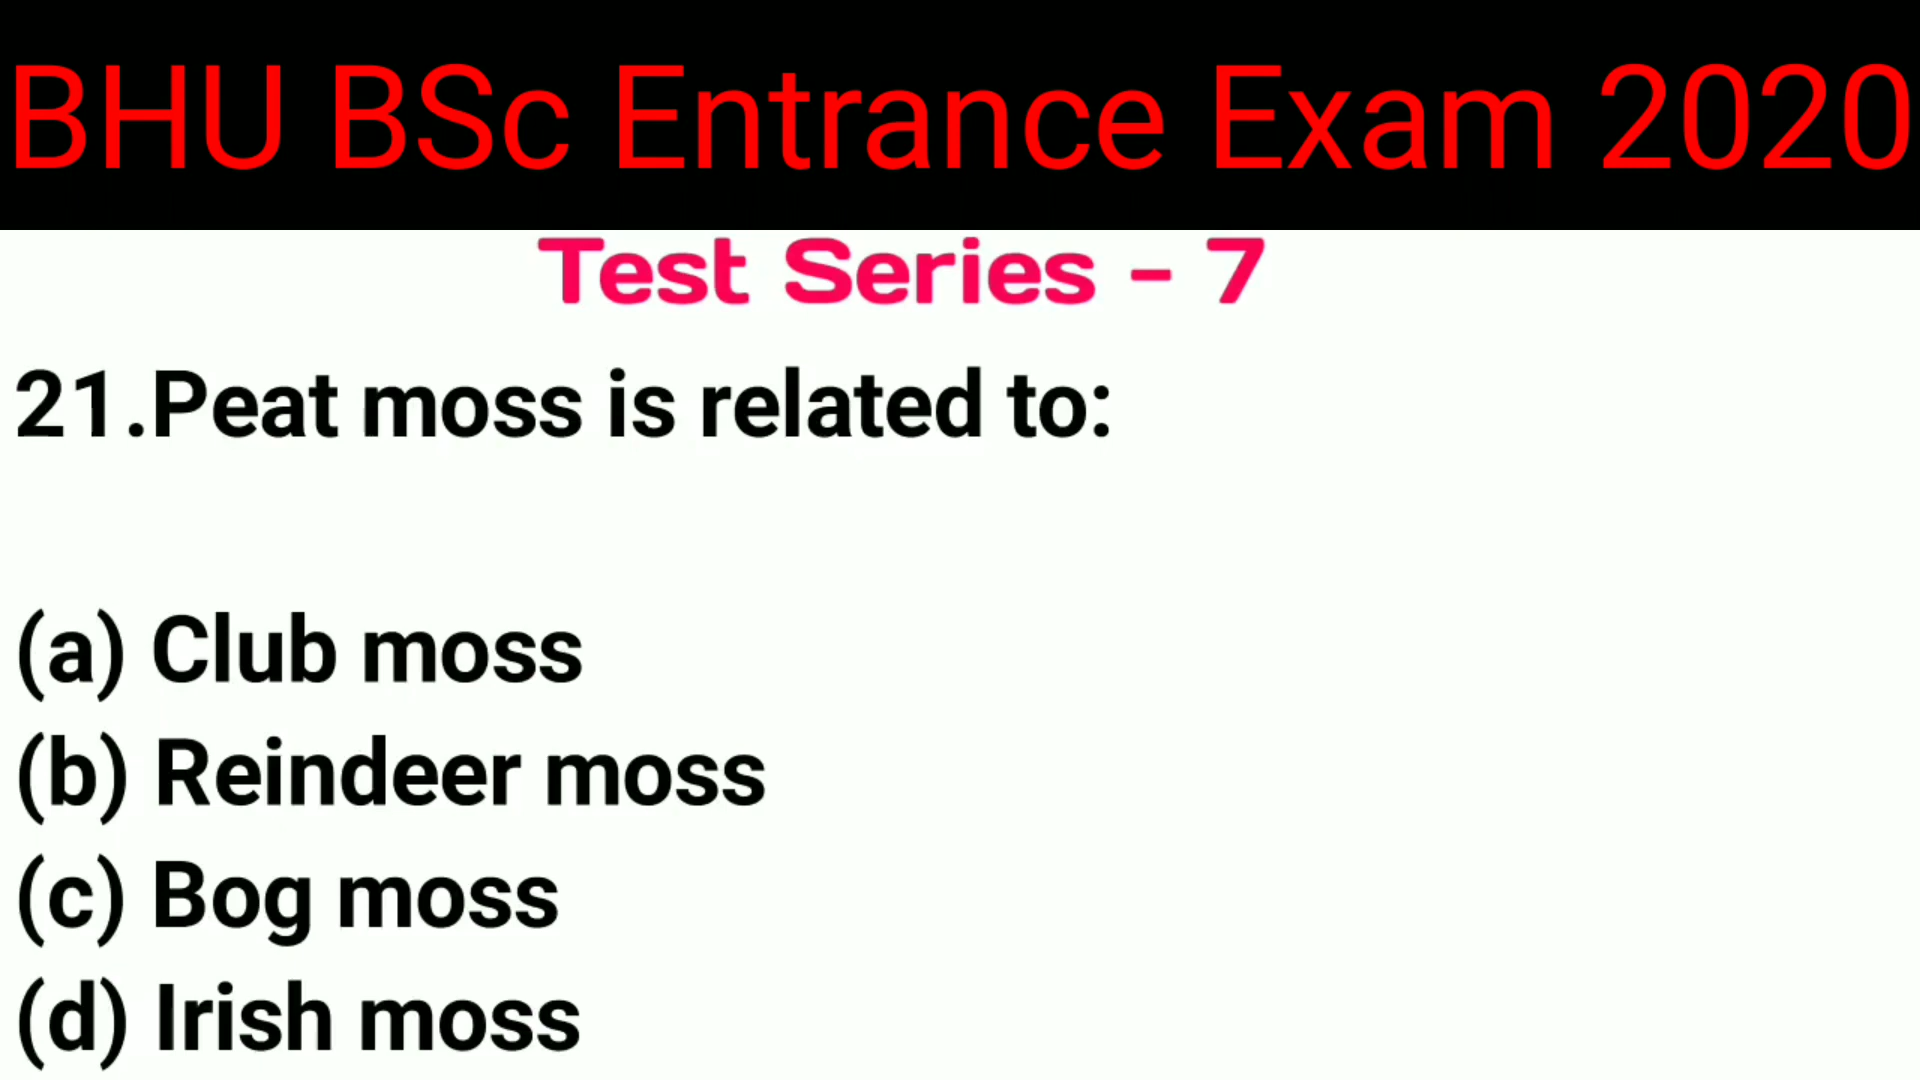 BHU BSc Entrance Exam 2020
Test Series - 7
21.Peat moss is related to:
(a) Club moss
(b) Reindeer moss
(c) Bog moss
(d) Irish moss